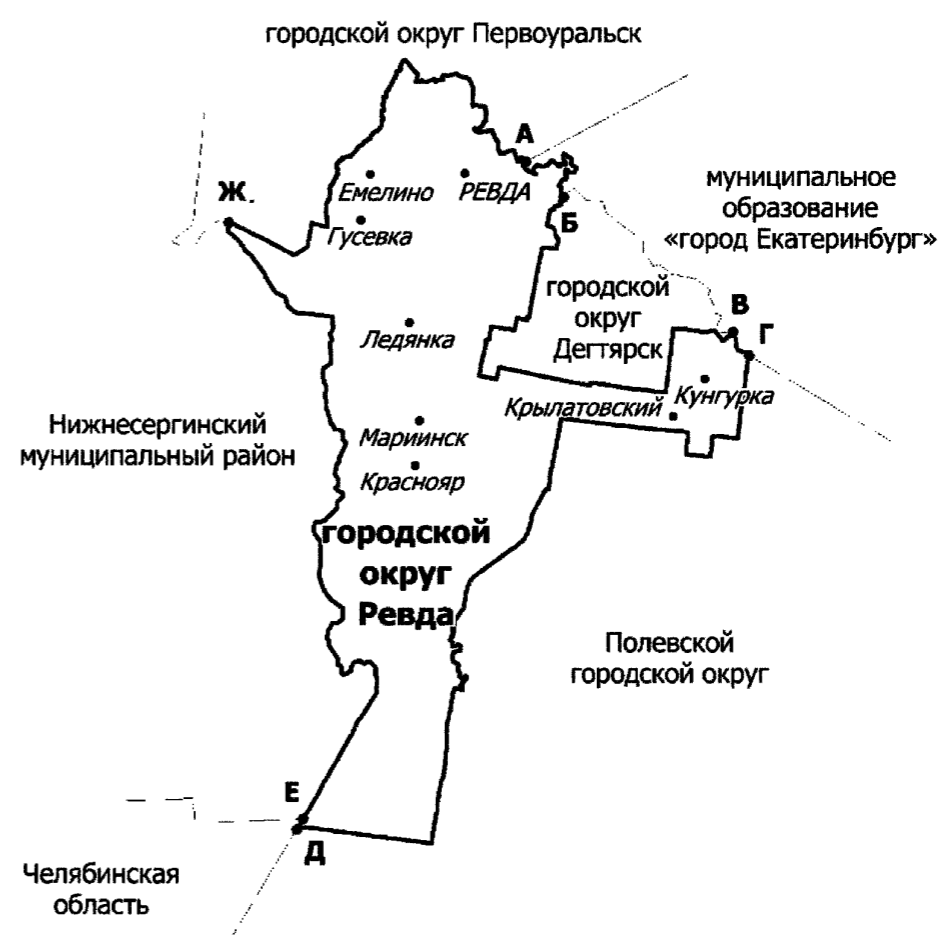 городской округ Первоуральск
А
муниципальное
образование
«город Екатеринбург»
Емелино
РЕВДА
Ж.
Б
Гусевка
городской
округ
Дегтярск
В
Г
Ледянка
Кунгурка
Крылатовский
Нижнесергинский
муниципальный район
Мариинск
Краснояр
городской
округ
Ревда
Полевской
городской округ
Е
Д
Челябинская
область